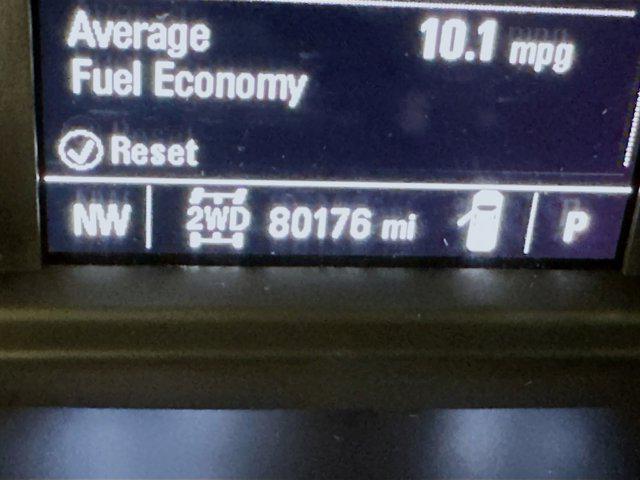 Average 10.1 mpg
Fuel Economy
Reset
NW 2WD 80176 mi P